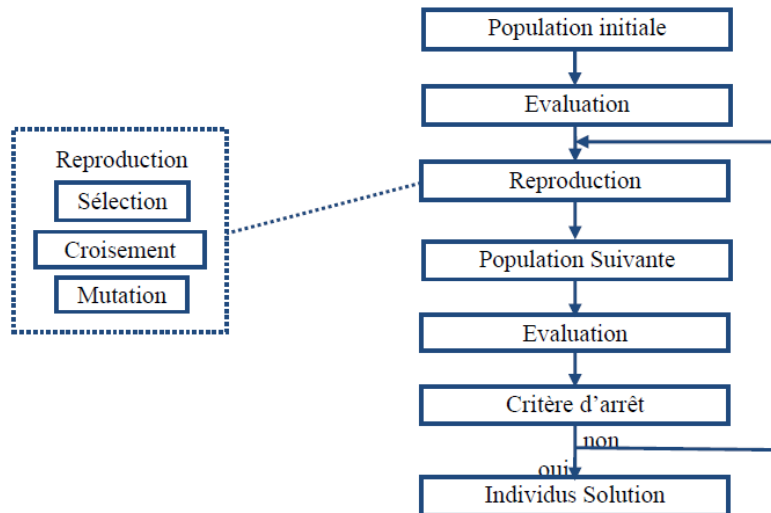 Population initiale
Evaluation
Reproduction
Sélection
Croisement
Mutation
Reproduction
Population Suivante
Evaluation
Critère d'arrêt
non
oui
Individus Solution